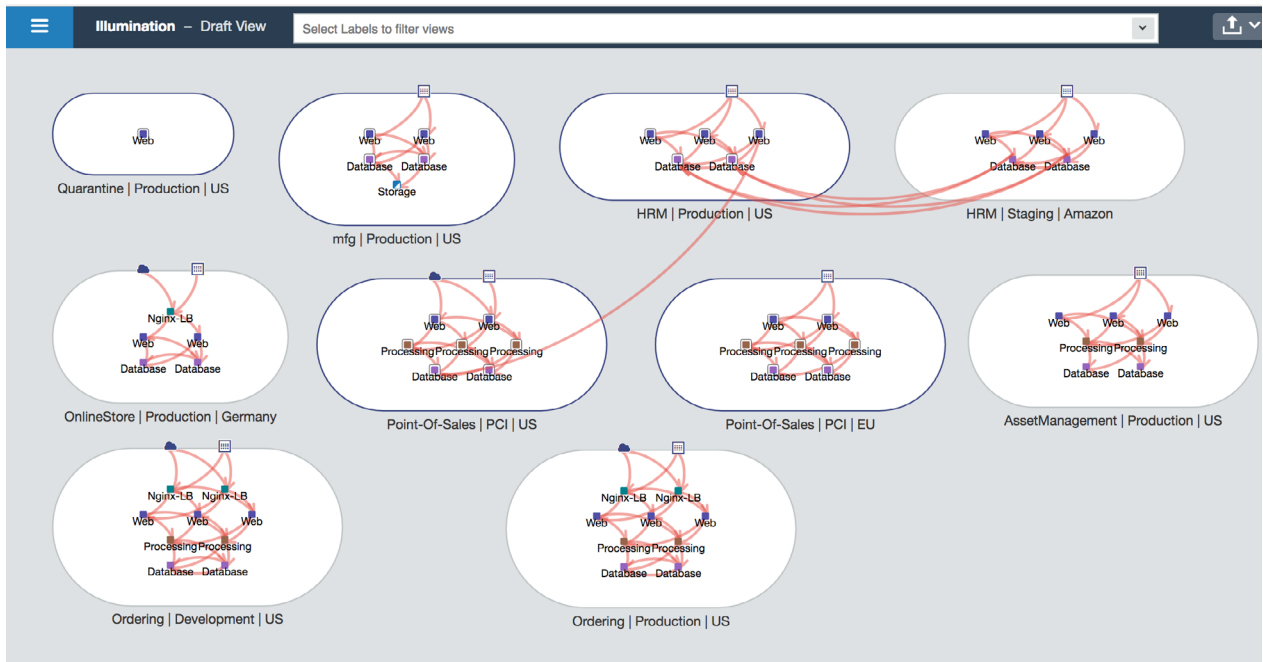 Illumination – Draft View
Select Labels to filter views
Web
Quarantine | Production | US
Web Web
Database Database
Storage
mfg | Production | US
Web Web Web
Database Database
HRM | Production | US
Web Web Web
Database Database
HRM | Staging | Amazon
Nginx-LB
Web Web
Database Database
OnlineStore | Production | Germany
Web Web
Processing Processing Processing
Database Database
Point-Of-Sales | PCI | US
Web Web
Processing Processing Processing
Database Database
Point-Of-Sales | PCI | EU
Web Web Web
Processing Processing
Database Database
AssetManagement | Production | US
Nginx-LB Nginx-LB
Web Web Web
Processing Processing
Database Database
Ordering | Development | US
Nginx-LB Nginx-LB
Web Web Web
Processing Processing
Database Database
Ordering | Production | US